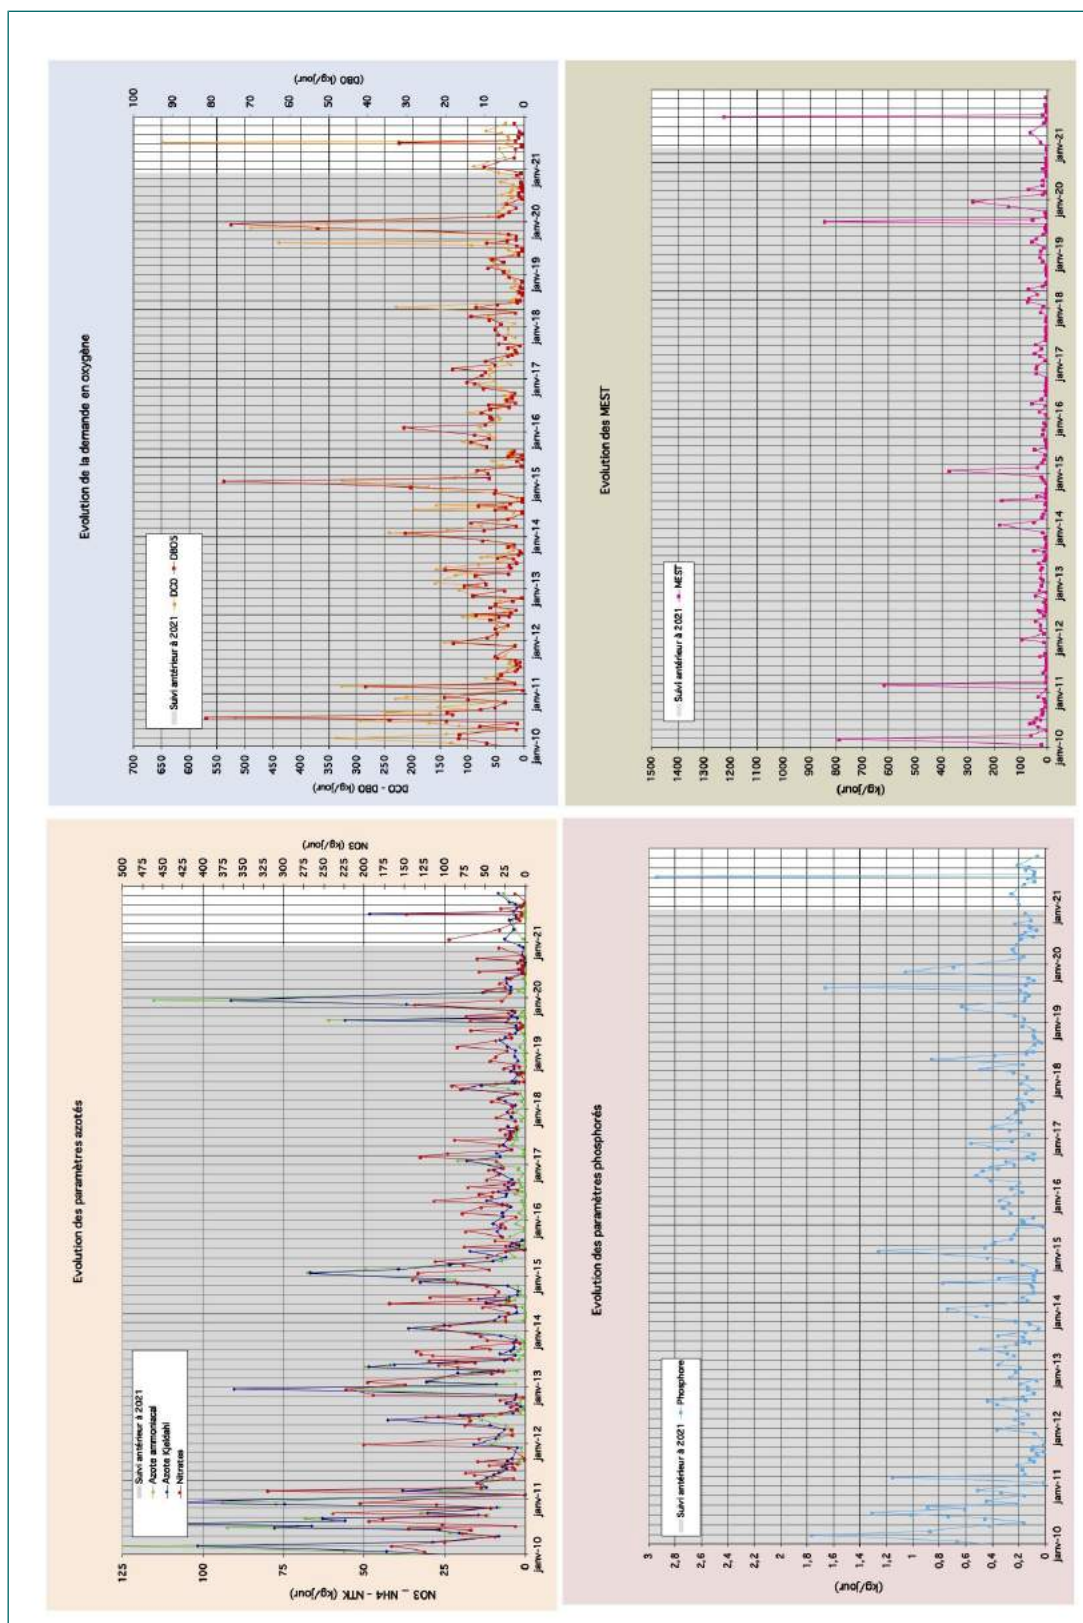 Evolution des paramètres azotés
Suivi antérieur à 2021
Azote ammoniacal
Azote Kjeldahl
Nitrates
NO3 _ NH4 - NTK (kg/jour)
125
100
75
50
25
0
NO3 (kg/jour)
500
475
450
425
400
375
350
325
300
275
250
225
200
175
150
125
100
75
50
25
0
janv-10
janv-11
janv-12
janv-13
janv-14
janv-15
janv-16
janv-17
janv-18
janv-19
janv-20
janv-21
Evolution de la demande en oxygène
Suivi antérieur à 2021
DCO
DBO5
DCO - DBO (kg/jour)
700
650
600
550
500
450
400
350
300
250
200
150
100
50
0
(DBO (kg/jour)
100
90
80
70
60
50
40
30
20
10
0
janv-10
janv-11
janv-12
janv-13
janv-14
janv-15
janv-16
janv-17
janv-18
janv-19
janv-20
janv-21
Evolution des paramètres phosphorés
Suivi antérieur à 2021
Phosphore
(kg/jour)
3
2,8
2,6
2,4
2,2
2
1,8
1,6
1,4
1,2
1
0,8
0,6
0,4
0,2
0
janv-10
janv-11
janv-12
janv-13
janv-14
janv-15
janv-16
janv-17
janv-18
janv-19
janv-20
janv-21
Evolution des MEST
Suivi antérieur à 2021
MEST
(kg/jour)
1500
1400
1300
1200
1100
1000
900
800
700
600
500
400
300
200
100
0
janv-10
janv-11
janv-12
janv-13
janv-14
janv-15
janv-16
janv-17
janv-18
janv-19
janv-20
janv-21